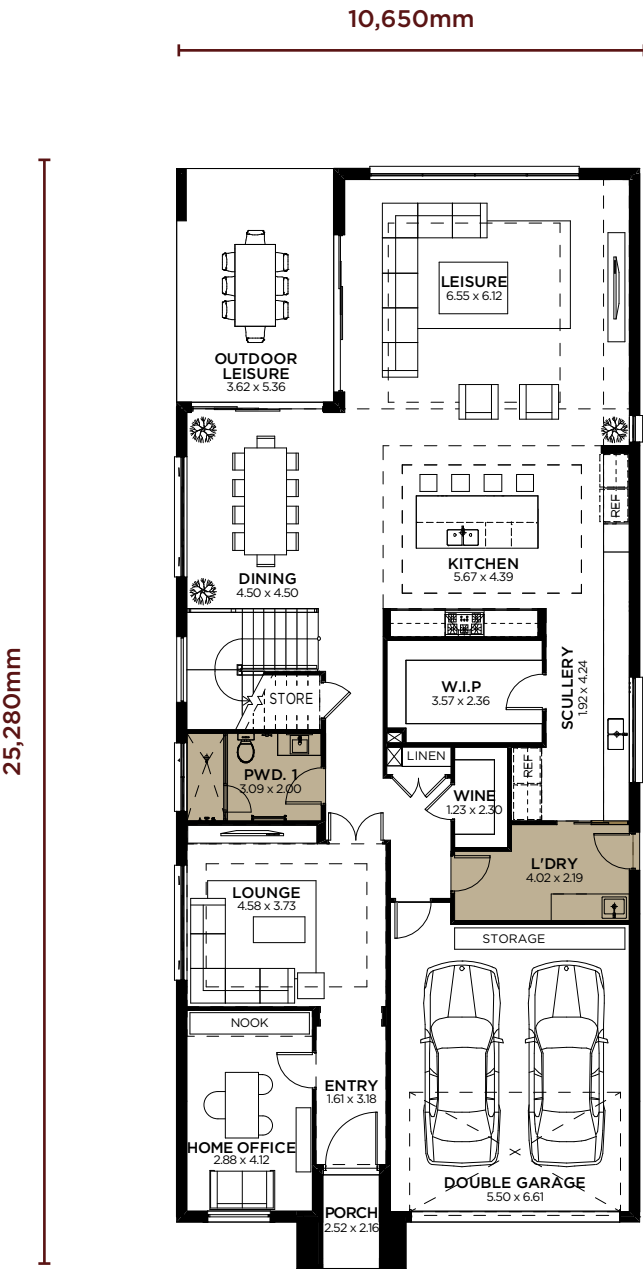 10,650mm
25,280mm
LEISURE
6.55 x 6.12
OUTDOOR
LEISURE
3.62 x 5.36
REF
KITCHEN
5.67 x 4.39
DINING
4.50 x 4.50
W.I.P
3.57 x 2.36
SCULLERY
1.92 x 4.24
STORE
LINEN
REF
PWD. 1
3.09 x 2.00
WINE
1.23 x 2.30
L'DRY
4.02 x 2.19
LOUNGE
4.58 x 3.73
STORAGE
NOOK
ENTRY
1.61 x 3.18
HOME OFFICE
2.88 x 4.12
DOUBLE GARAGE
5.50 x 6.61
PORCH
2.52 x 2.16